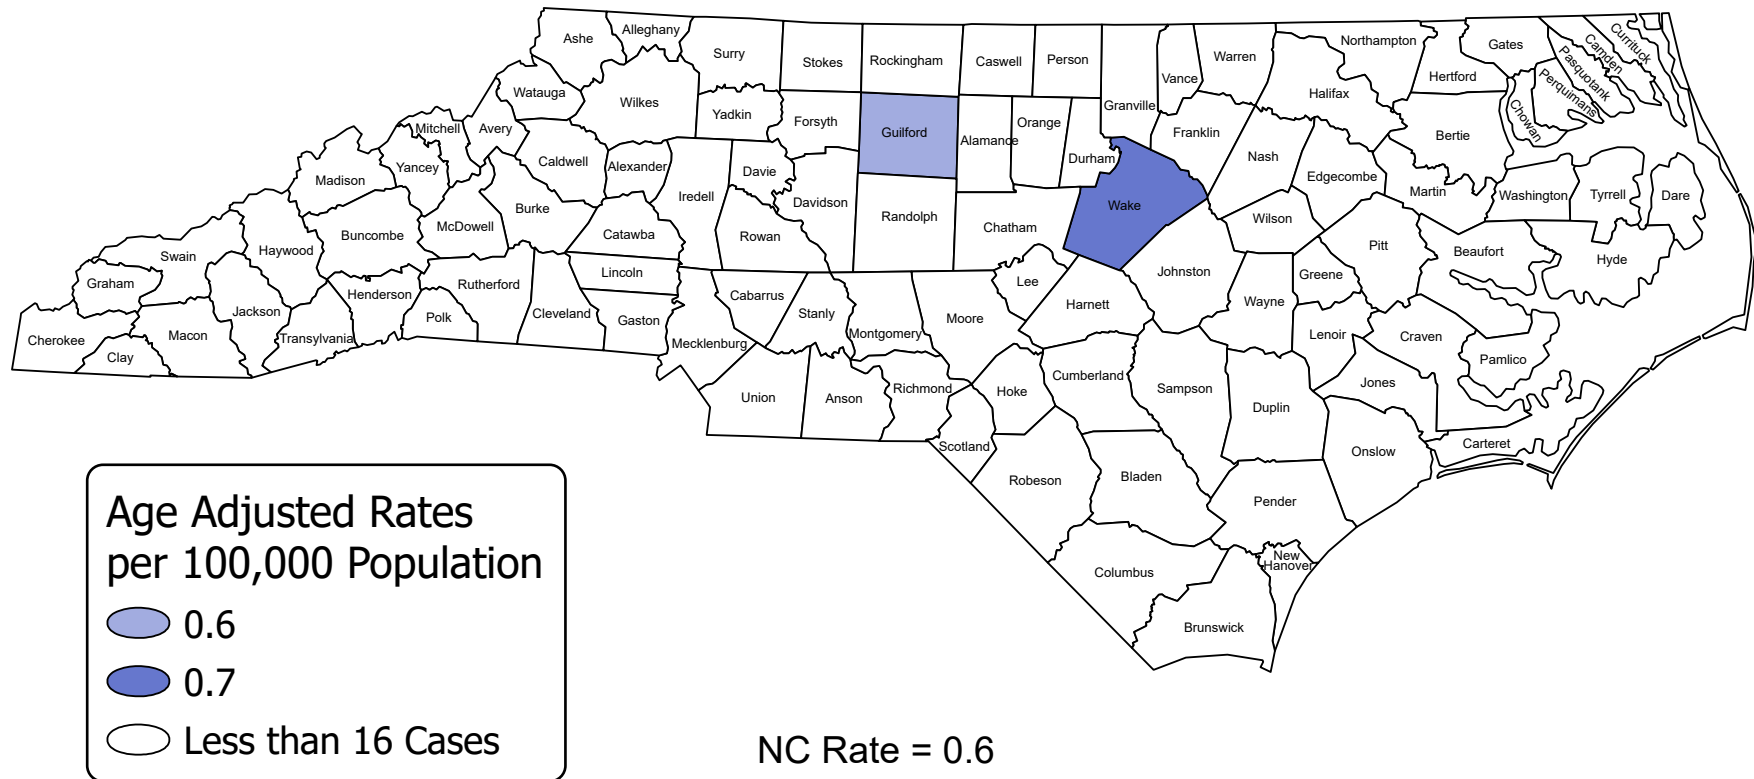 Ashe
Alleghany
Surry
Stokes
Rockingham
Caswell
Person
Granville
Vance
Warren
Northampton
Halifax
Hertford
Gates
Currituck
Camden
Pasquotank
Perquimans
Chowan
Bertie
Watauga
Wilkes
Yadkin
Forsyth
Guilford
Alamance
Orange
Durham
Franklin
Nash
Edgecombe
Martin
Washington
Tyrrell
Dare
Mitchell
Avery
Caldwell
Alexander
Iredell
Davie
Davidson
Randolph
Chatham
Wake
Wilson
Pitt
Beaufort
Hyde
Madison
Yancey
McDowell
Burke
Catawba
Rowan
Johnston
Greene
Swain
Haywood
Buncombe
Graham
Jackson
Henderson
Rutherford
Lincoln
Cabarrus
Stanly
Montgomery
Moore
Lee
Harnett
Wayne
Lenoir
Craven
Pamlico
Cherokee
Clay
Macon
Transylvania
Polk
Cleveland
Gaston
Mecklenburg
Union
Anson
Richmond
Hoke
Cumberland
Sampson
Duplin
Jones
Onslow
Carteret
Scotland
Robeson
Bladen
Pender
Columbus
New
Hanover
Brunswick
Age Adjusted Rates
per 100,000 Population
0.6
0.7
Less than 16 Cases
NC Rate = 0.6